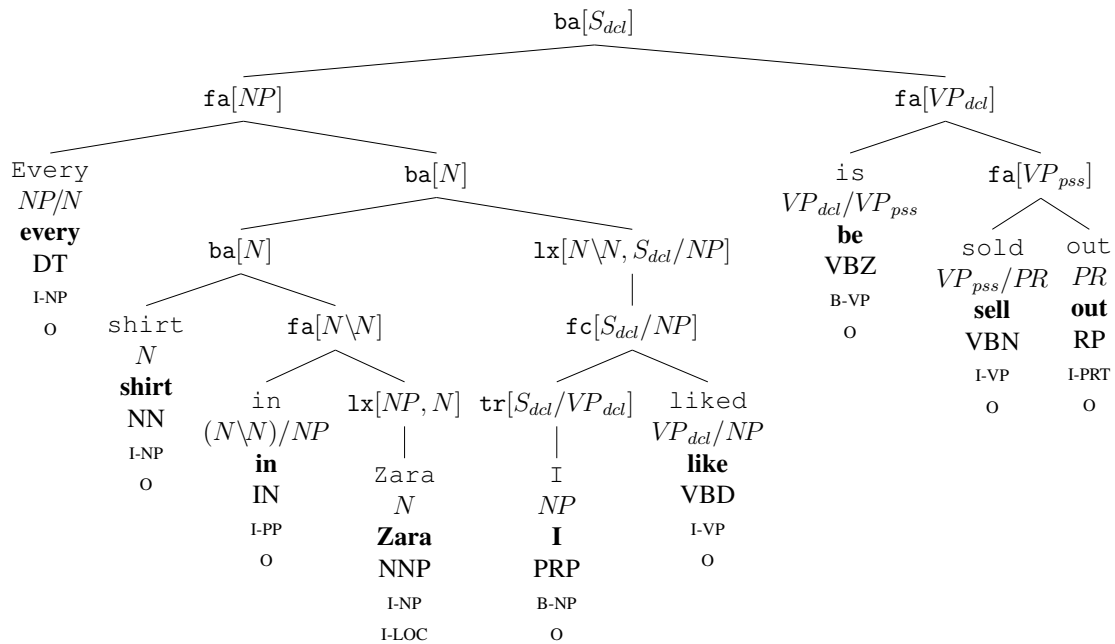 ba[S_dcl]
fa[NP] fa[VP_dcl]
Every
NP/N
every
DT
I-NP
O
ba[N]
ba[N]
shirt
N
shirt
NN
I-NP
O
fa[N\N]
in
(N\N)/NP
in
IN
I-PP
O
lx[NP, N]
Zara
N
Zara
NNP
I-NP
I-LOC
lx[N\N, S_dcl/NP]
fc[S_dcl/NP]
tr[S_dcl/VP_dcl]
I
NP
I
PRP
B-NP
O
liked
VP_dcl/NP
like
VBD
I-VP
O
is
VP_dcl/VP_pss
be
VBZ
B-VP
O
fa[VP_pss]
sold
VP_pss/PR
sell
VBN
I-VP
O
out
PR
out
RP
I-PRT
O